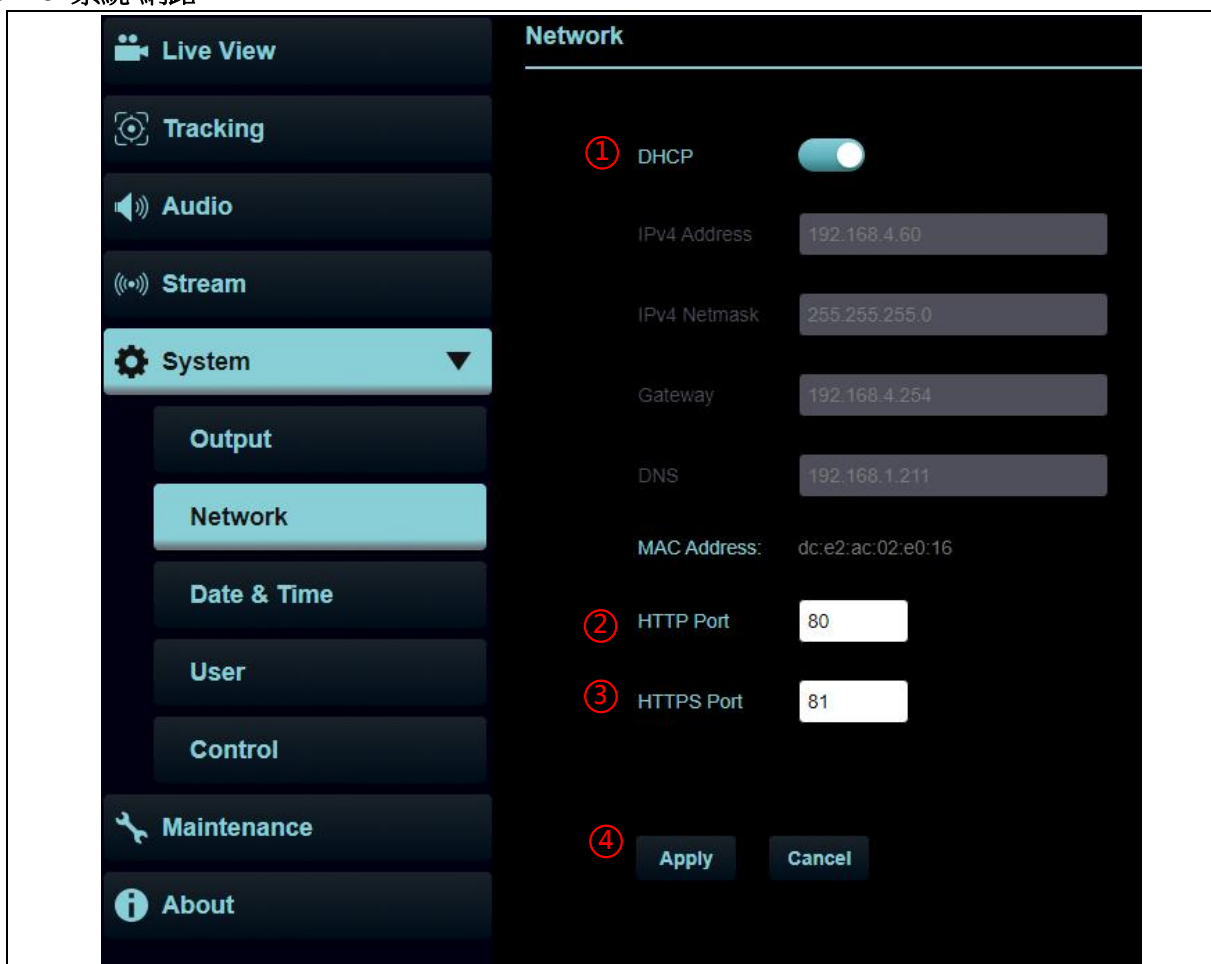 Live View
Tracking
Audio
Stream
System
Output
Network
Date & Time
User
Control
Maintenance
About
Network
① DHCP
IPv4 Address 192.168.4.60
IPv4 Netmask 255.255.255.0
Gateway 192.168.4.254
DNS 192.168.1.211
MAC Address: dc:e2:ac:02:e0:16
② HTTP Port 80
③ HTTPS Port 81
④ Apply Cancel